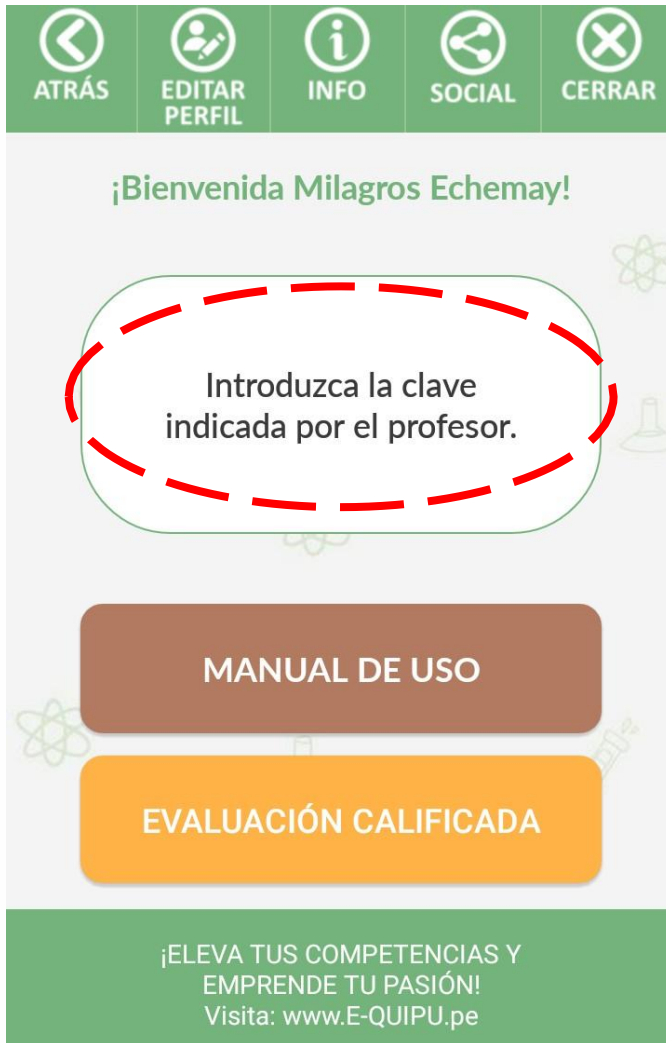 ATRÁS
EDITAR
PERFIL
INFO
SOCIAL
CERRAR
¡Bienvenida Milagros Echemay!
Introduzca la clave
indicada por el profesor.
MANUAL DE USO
EVALUACIÓN CALIFICADA
¡ELEVA TUS COMPETENCIAS Y
EMPRENDE TU PASIÓN!
Visita: www.E-QUIPU.pe